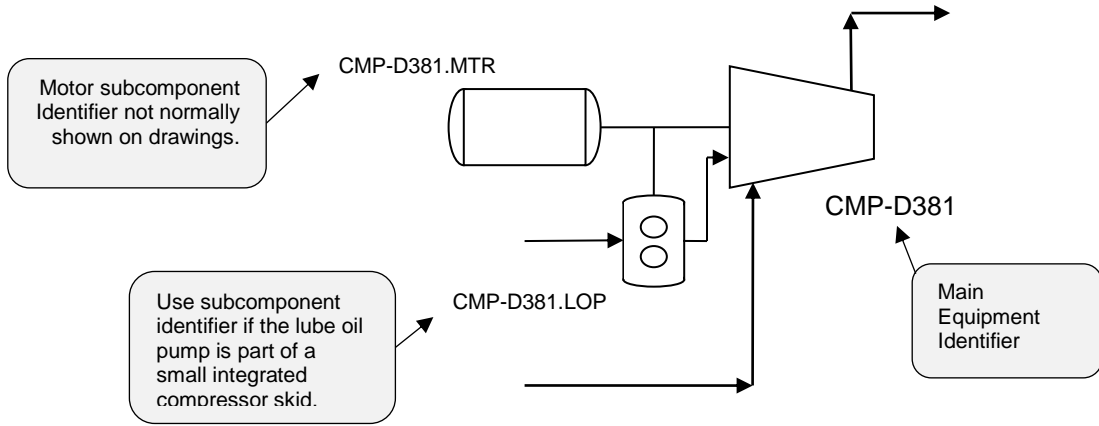 CMP-D381.MTR
Motor subcomponent
Identifier not normally
shown on drawings.
CMP-D381
CMP-D381.LOP
Use subcomponent
identifier if the lube oil
pump is part of a
small integrated
compressor skid.
Main
Equipment
Identifier